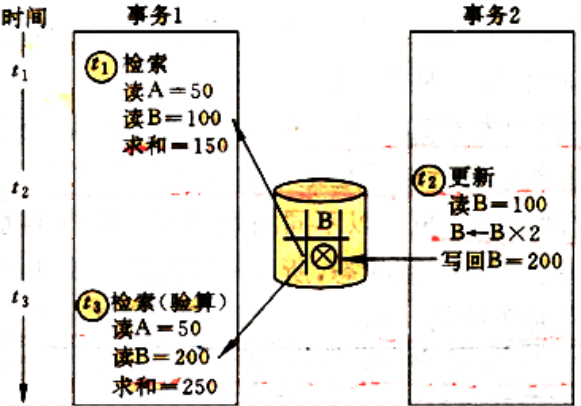 时间
事务1
事务2
t₁
t₁ 检索
读A=50
读B=100
求和=150
t₂
t₂ 更新
读B=100
B←B×2
写回B=200
B
t₃
t₃ 检索(验算)
读A=50
读B=200
求和=250